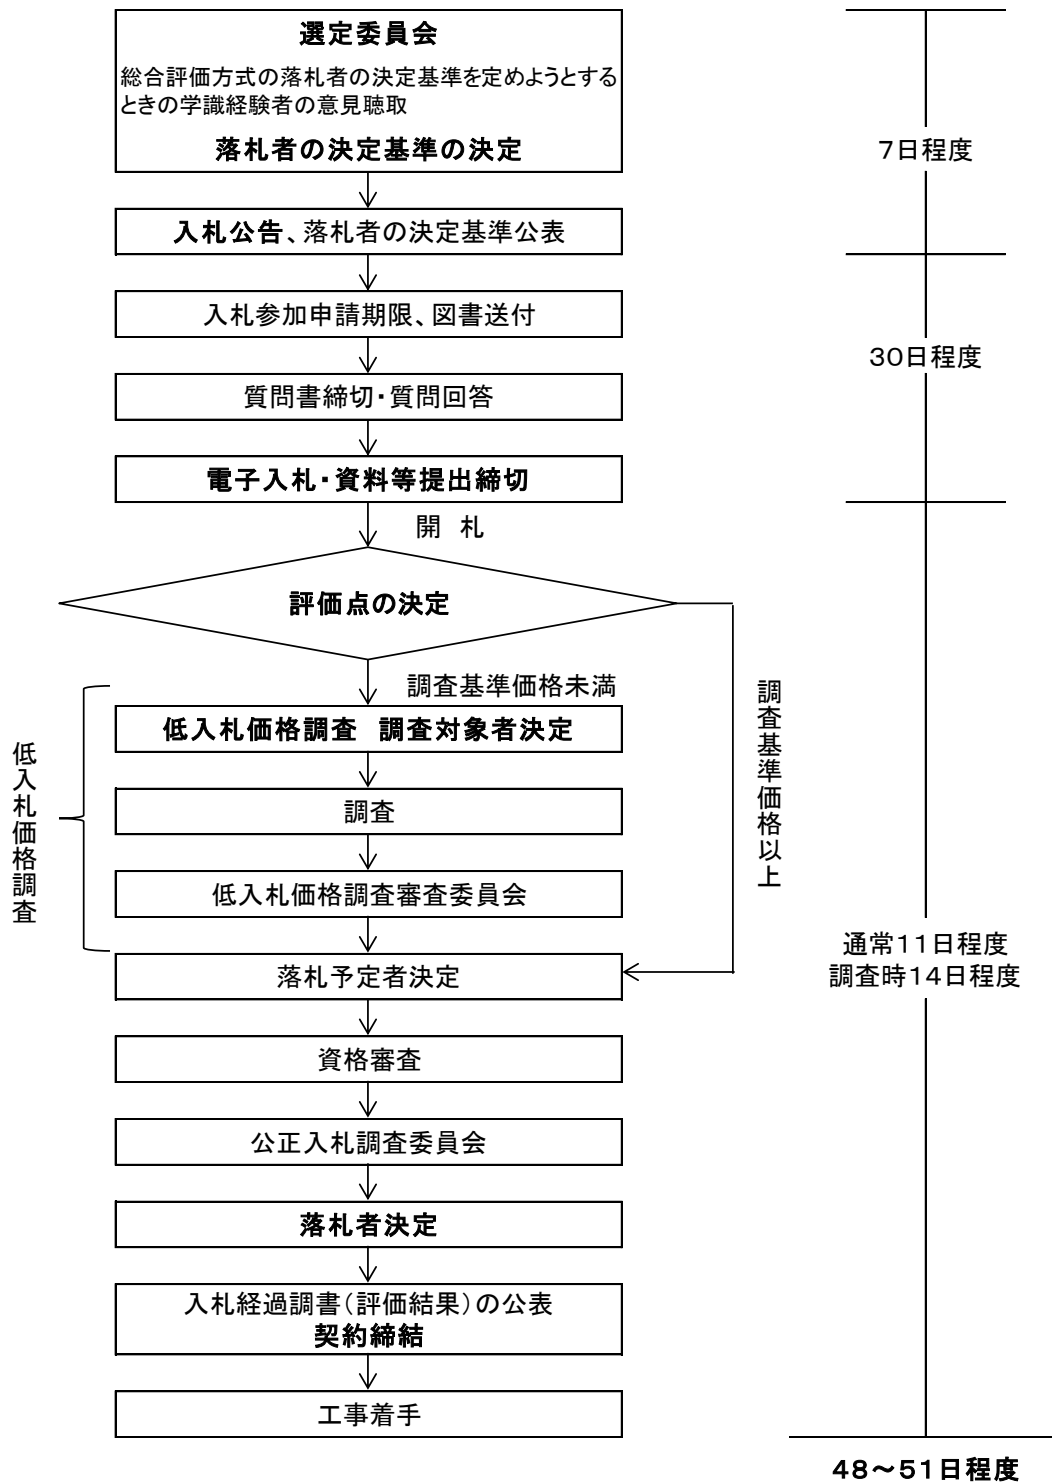 選定委員会
総合評価方式の落札者の決定基準を定めようとする
ときの学識経験者の意見聴取
落札者の決定基準の決定
7日程度
入札公告、落札者の決定基準公表
入札参加申請期限、図書送付
30日程度
質問書締切・質問回答
電子入札・資料等提出締切
開　札
評価点の決定
調査基準価格未満
調査基準価格以上
低入札価格調査
低入札価格調査　調査対象者決定
調査
低入札価格調査審査委員会
通常11日程度
調査時14日程度
落札予定者決定
資格審査
公正入札調査委員会
落札者決定
入札経過調書(評価結果)の公表
契約締結
工事着手
48～51日程度